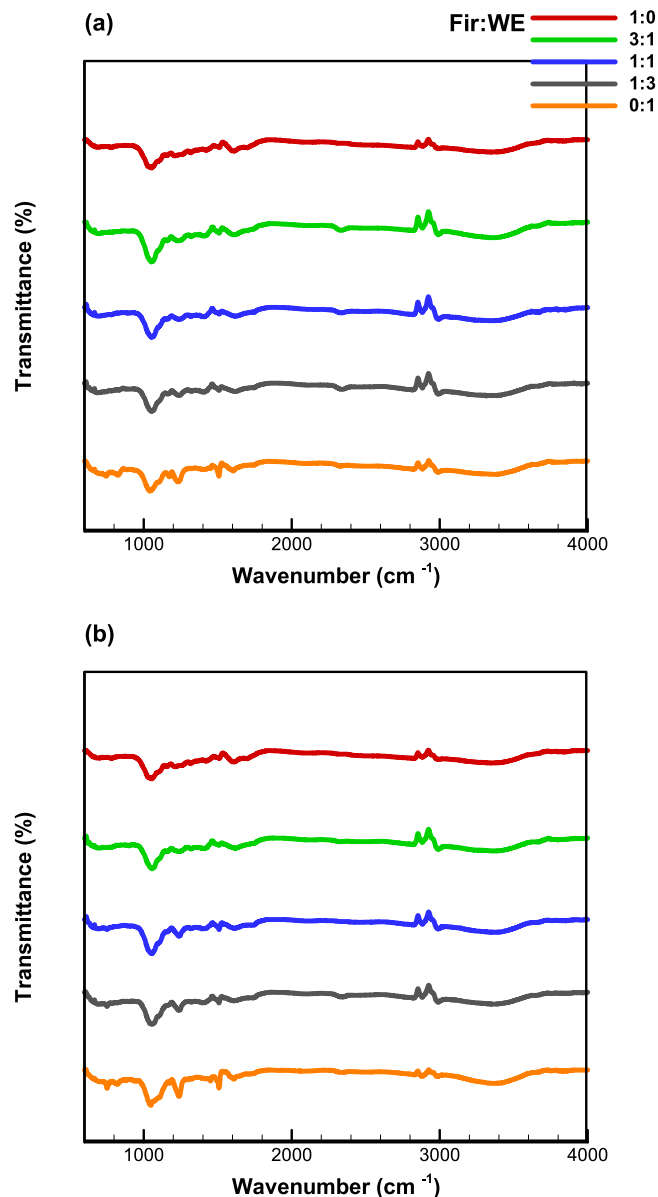 (a)
Fir:WE
1:0
3:1
1:1
1:3
0:1
Transmittance (%)
1000 2000 3000 4000
Wavenumber (cm -1)
(b)
Transmittance (%)
1000 2000 3000 4000
Wavenumber (cm -1)